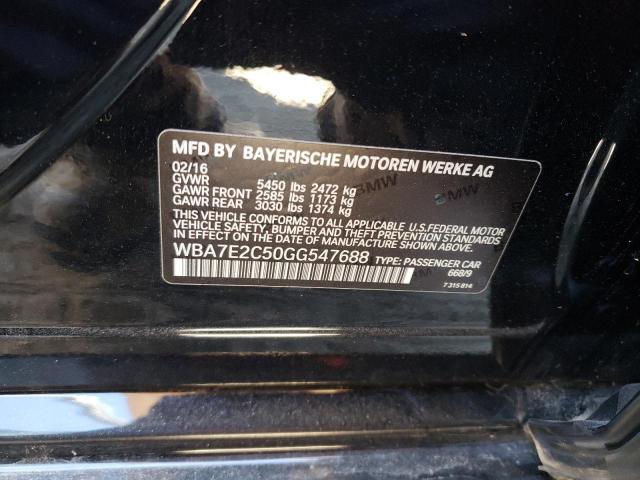 MFD BY BAYERISCHE MOTOREN WERKE AG
02/16
GVWR 5450 lbs 2472 kg
GAWR FRONT 2585 lbs 1173 kg
GAWR REAR 3030 lbs 1374 kg
THIS VEHICLE CONFORMS TO ALL APPLICABLE U.S.FEDERAL MOTOR
VEHICLE SAFETY, BUMPER AND THEFT PREVENTION STANDARDS
IN EFFECT ON THE DATE OF MANUFACTURE SHOWN ABOVE.
WBA7E2C50GG547688 TYPE: PASSENGER CAR
668/9
7 315 814
BMW
BMW
BMW